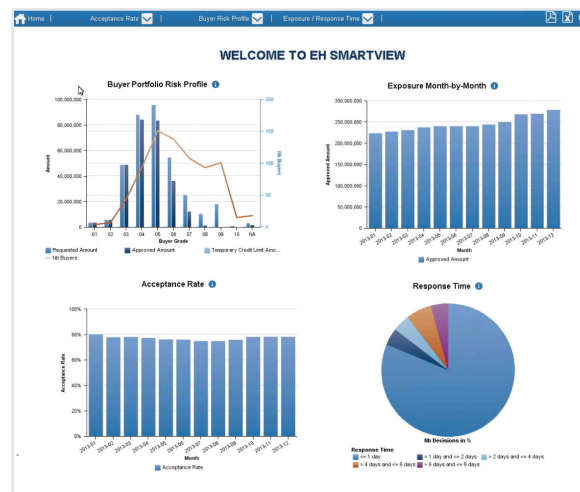 Home | Acceptance Rate | Buyer Risk Profile | Exposure / Response Time |
WELCOME TO EH SMARTVIEW
Buyer Portfolio Risk Profile
Amount
100,000,000
80,000,000
60,000,000
40,000,000
20,000,000
0
200
150
100
50
0
Nb Buyers
01 02 03 04 05 06 07 08 09 10 NA
Buyer Grade
Requested Amount Approved Amount Temporary Credit Limit Amo...
Nb Buyers
Exposure Month-by-Month
Approved Amount
300,000,000
250,000,000
200,000,000
150,000,000
100,000,000
50,000,000
0
2013-01 2013-02 2013-03 2013-04 2013-05 2013-06 2013-07 2013-08 2013-09 2013-10 2013-11 2013-12
Month
Approved Amount
Acceptance Rate
Acceptance Rate
100%
80%
60%
40%
20%
0%
2013-01 2013-02 2013-03 2013-04 2013-05 2013-06 2013-07 2013-08 2013-09 2013-10 2013-11 2013-12
Month
Acceptance Rate
Response Time
Nb Decisions in %
Response Time
<= 1 day > 1 day and <= 2 days > 2 days and <= 4 days
> 4 days and <= 6 days > 6 days and <= 8 days